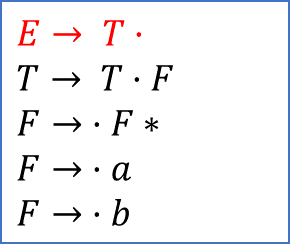 E → T ·
T → T · F
F → · F *
F → · a
F → · b